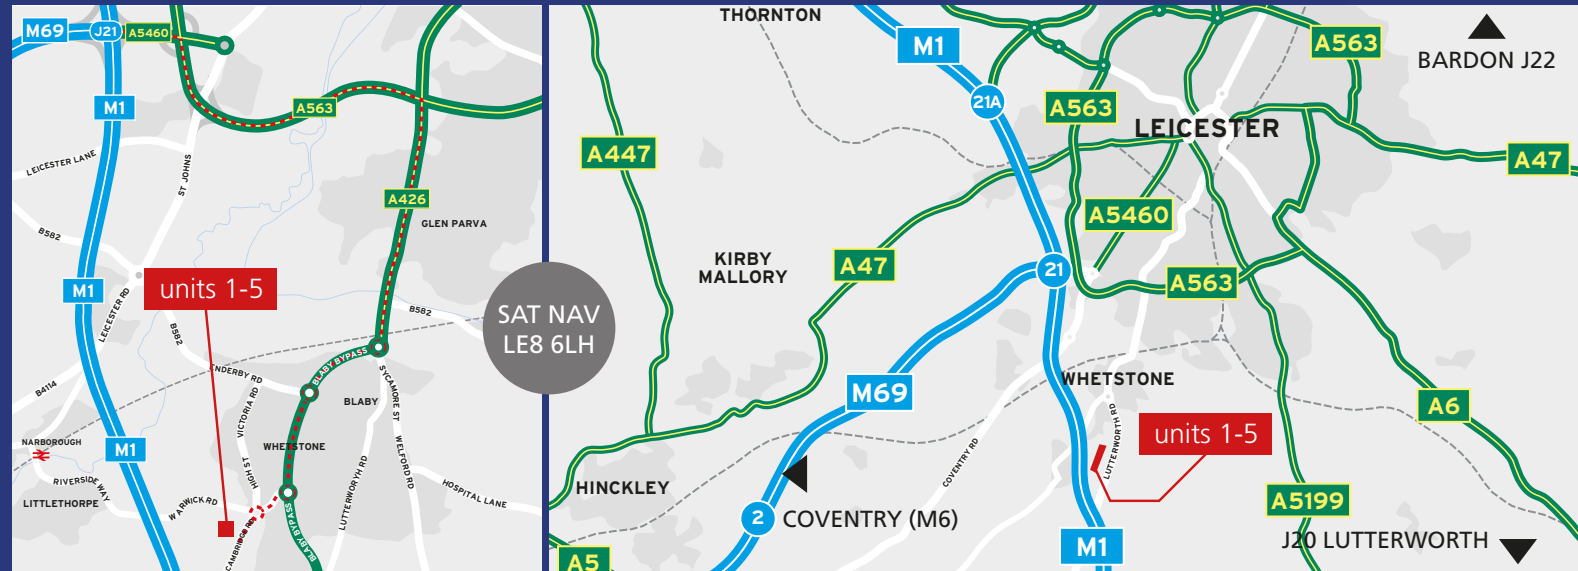 M69
J21
A5460
M1
A563
LEICESTER LANE
ST JOHNS
A426
GLEN PARVA
B582
M1
units 1-5
LEICESTER RD
B582
B582
BLABY BYPASS
ENDERBY RD
B4114
VICTORIA RD
BLABY
SYCAMORE ST
NARBOROUGH
M1
WHETSTONE
WELFORD RD
HIGH ST
RIVERSIDE WAY
LITTLETHORPE
WARWICK RD
LUTTERWORYH RD
HOSPITAL LANE
CAMBRIDGE RD
BLABY BYPASS
SAT NAV
LE8 6LH
THORNTON
M1
A563
BARDON J22
21A
A563
LEICESTER
A447
A47
A5460
KIRBY
MALLORY
A47
21
A563
M69
WHETSTONE
A6
LUTTERWORTH RD
units 1-5
COVENTRY RD
HINCKLEY
A5199
2
COVENTRY (M6)
M1
J20 LUTTERWORTH
A5